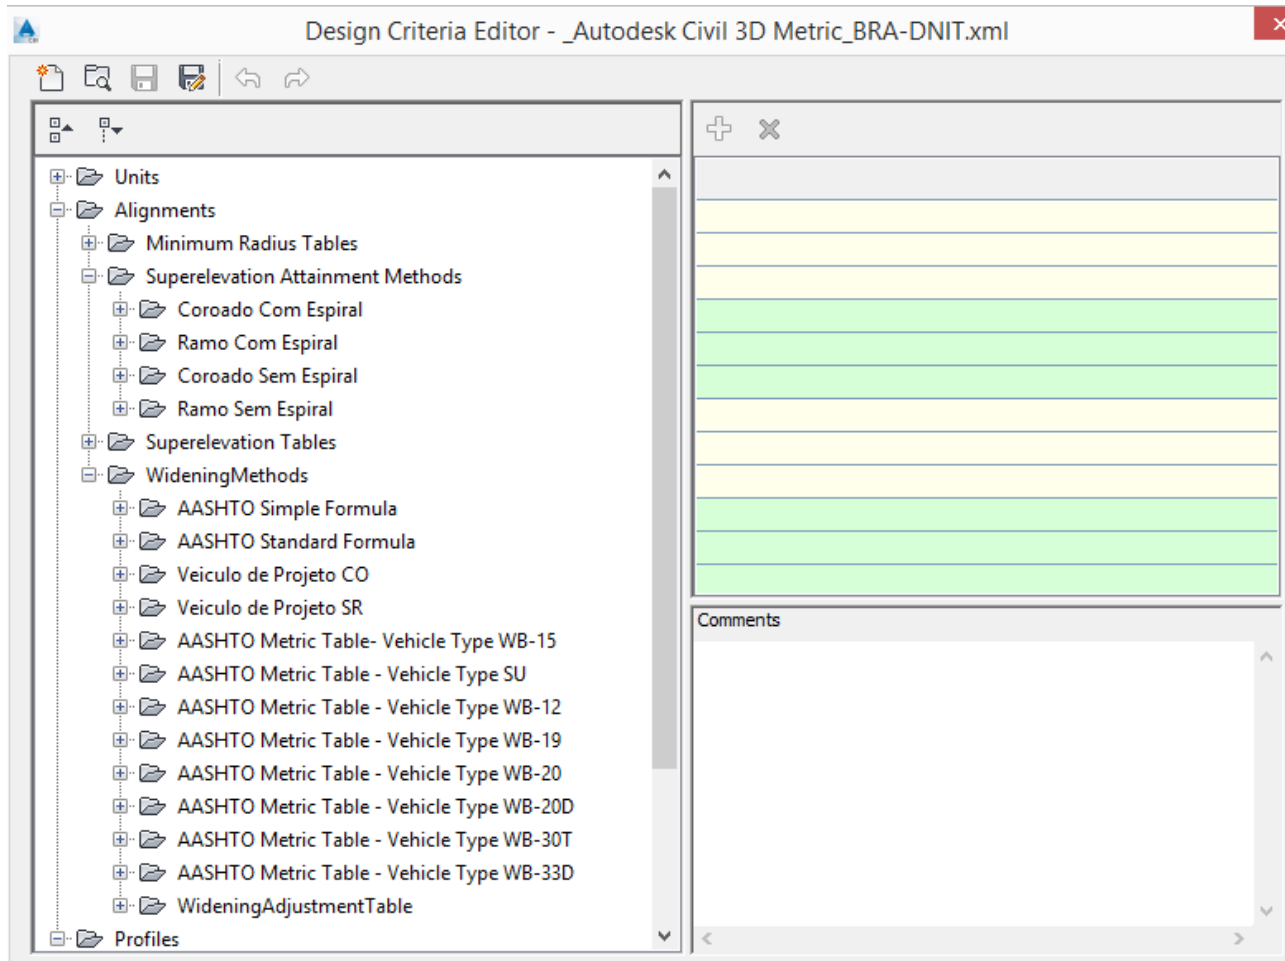 Design Criteria Editor - _Autodesk Civil 3D Metric_BRA-DNIT.xml
Units
Alignments
Minimum Radius Tables
Superelevation Attainment Methods
Coroado Com Espiral
Ramo Com Espiral
Coroado Sem Espiral
Ramo Sem Espiral
Superelevation Tables
WideningMethods
AASHTO Simple Formula
AASHTO Standard Formula
Veiculo de Projeto CO
Veiculo de Projeto SR
AASHTO Metric Table- Vehicle Type WB-15
AASHTO Metric Table - Vehicle Type SU
AASHTO Metric Table - Vehicle Type WB-12
AASHTO Metric Table - Vehicle Type WB-19
AASHTO Metric Table - Vehicle Type WB-20
AASHTO Metric Table - Vehicle Type WB-20D
AASHTO Metric Table - Vehicle Type WB-30T
AASHTO Metric Table - Vehicle Type WB-33D
WideningAdjustmentTable
Profiles
Comments